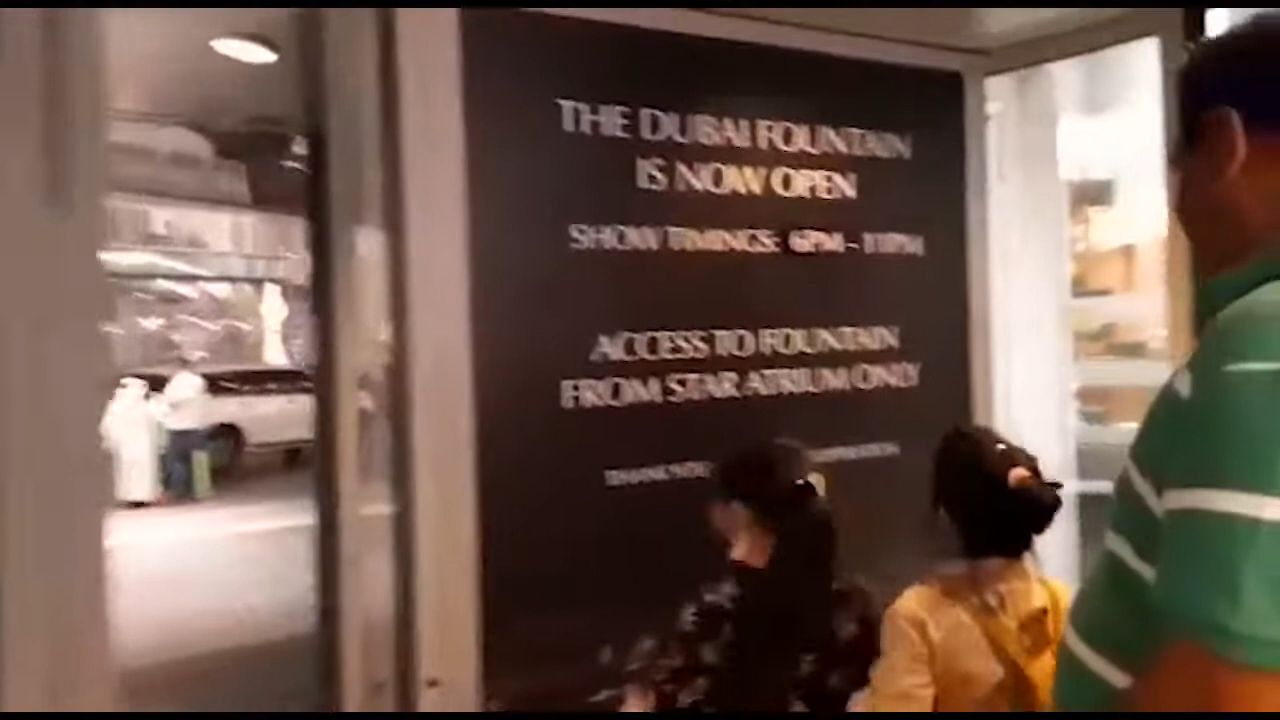 THE DUBAI FOUNTAIN
IS NOW OPEN
SHOW TIMINGS: 6PM - 11PM
ACCESS TO FOUNTAIN
FROM STAR ATRIUM ONLY